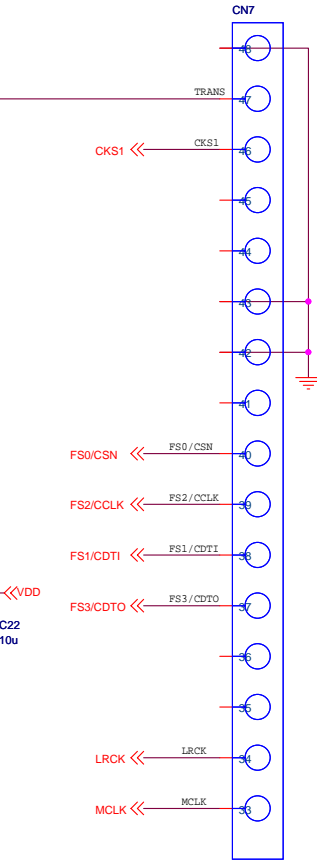 CN7
48
TRANS
47
CKS1
CKS1
46
45
44
43
42
41
FS0/CSN
FS0/CSN
40
FS2/CCLK
FS2/CCLK
39
FS1/CDTI
FS1/CDTI
38
VDD
FS3/CDTO
FS3/CDTO
37
C22
10u
36
35
LRCK
LRCK
34
MCLK
MCLK
33